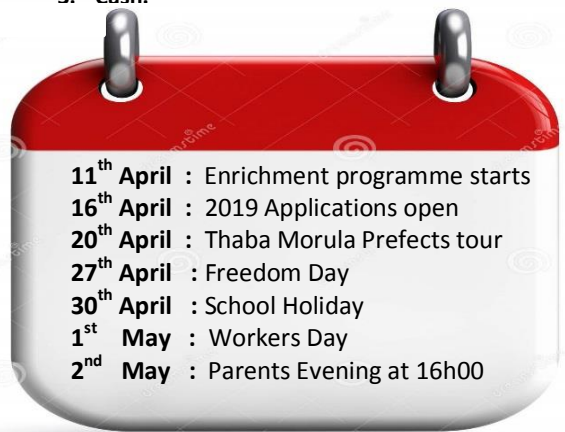 11th April : Enrichment programme starts
16th April : 2019 Applications open
20th April : Thaba Morula Prefects tour
27th April : Freedom Day
30th April : School Holiday
1st May : Workers Day
2nd May : Parents Evening at 16h00